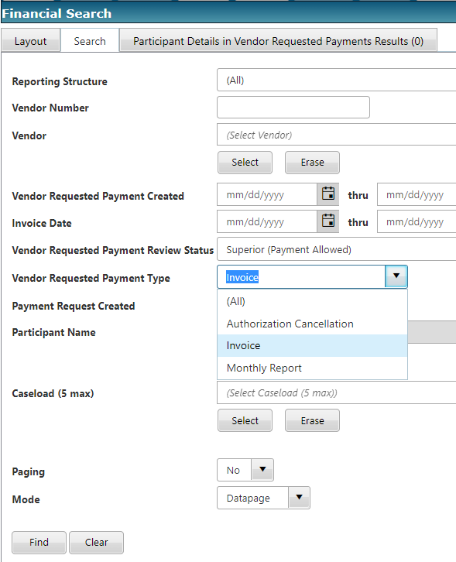 Financial Search
Layout Search Participant Details in Vendor Requested Payments Results (0)
Reporting Structure (All)
Vendor Number
Vendor (Select Vendor)
Select Erase
Vendor Requested Payment Created mm/dd/yyyy thru mm/dd/yyyy
Invoice Date mm/dd/yyyy thru mm/dd/yyyy
Vendor Requested Payment Review Status Superior (Payment Allowed)
Vendor Requested Payment Type Invoice
Payment Request Created (All)
Authorization Cancellation
Participant Name
Invoice
Monthly Report
Caseload (5 max) (Select Caseload (5 max))
Select Erase
Paging No
Mode Datapage
Find Clear